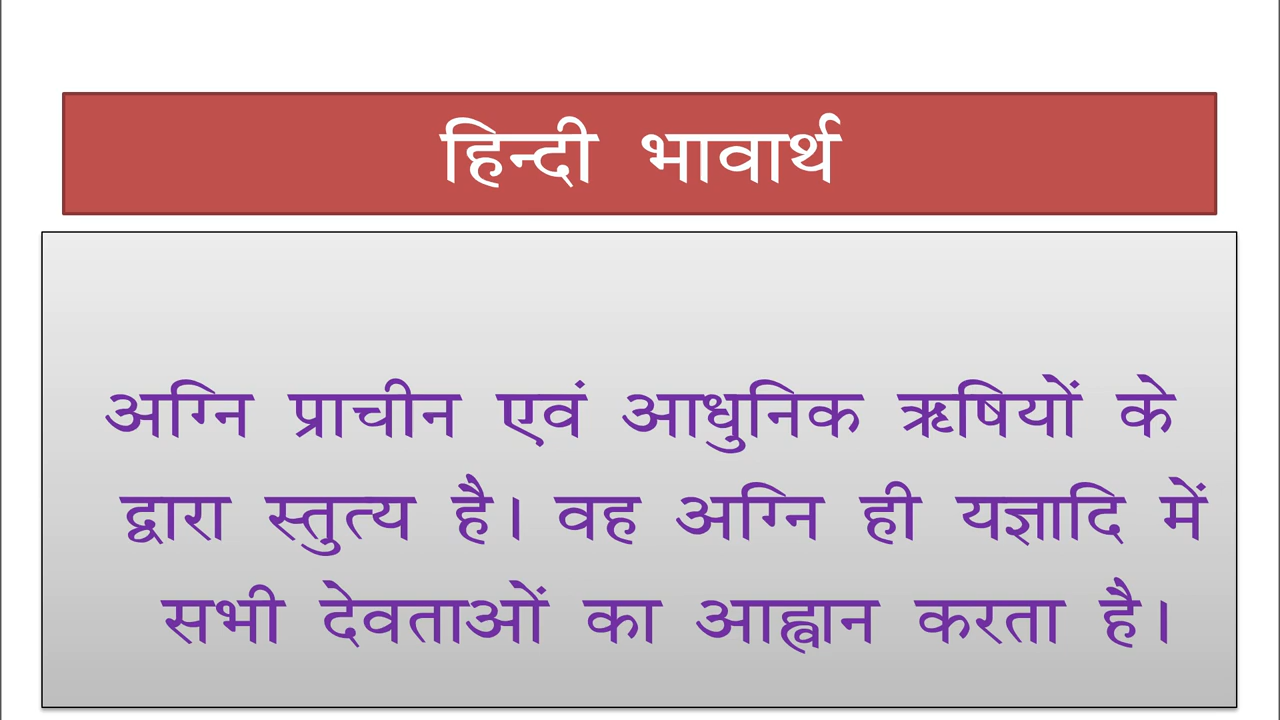 हिन्दी भावार्थ
अग्नि प्राचीन एवं आधुनिक ऋषियों के
द्वारा स्तुत्य है। वह अग्नि ही यज्ञादि में
सभी देवताओं का आह्वान करता है।